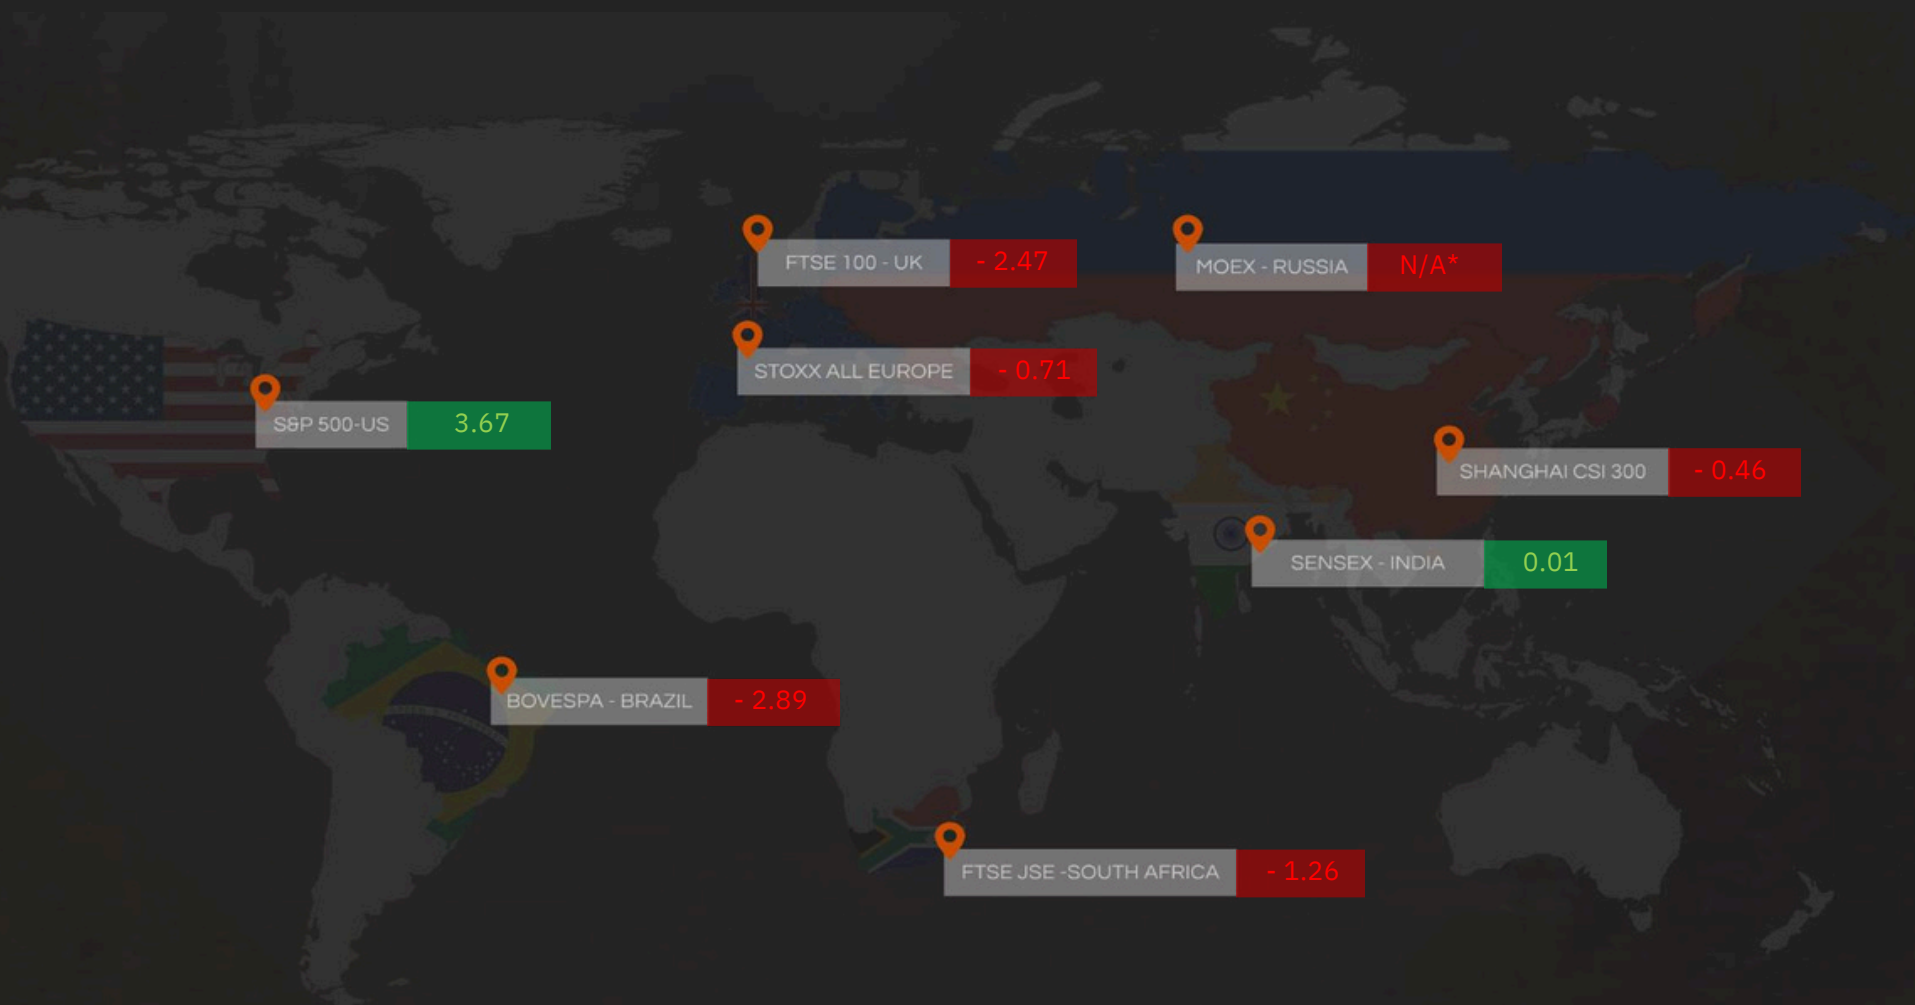 FTSE 100 - UK - 2.47
MOEX - RUSSIA N/A*
STOXX ALL EUROPE - 0.71
S&P 500-US 3.67
SHANGHAI CSI 300 - 0.46
SENSEX - INDIA 0.01
BOVESPA - BRAZIL - 2.89
FTSE JSE -SOUTH AFRICA - 1.26